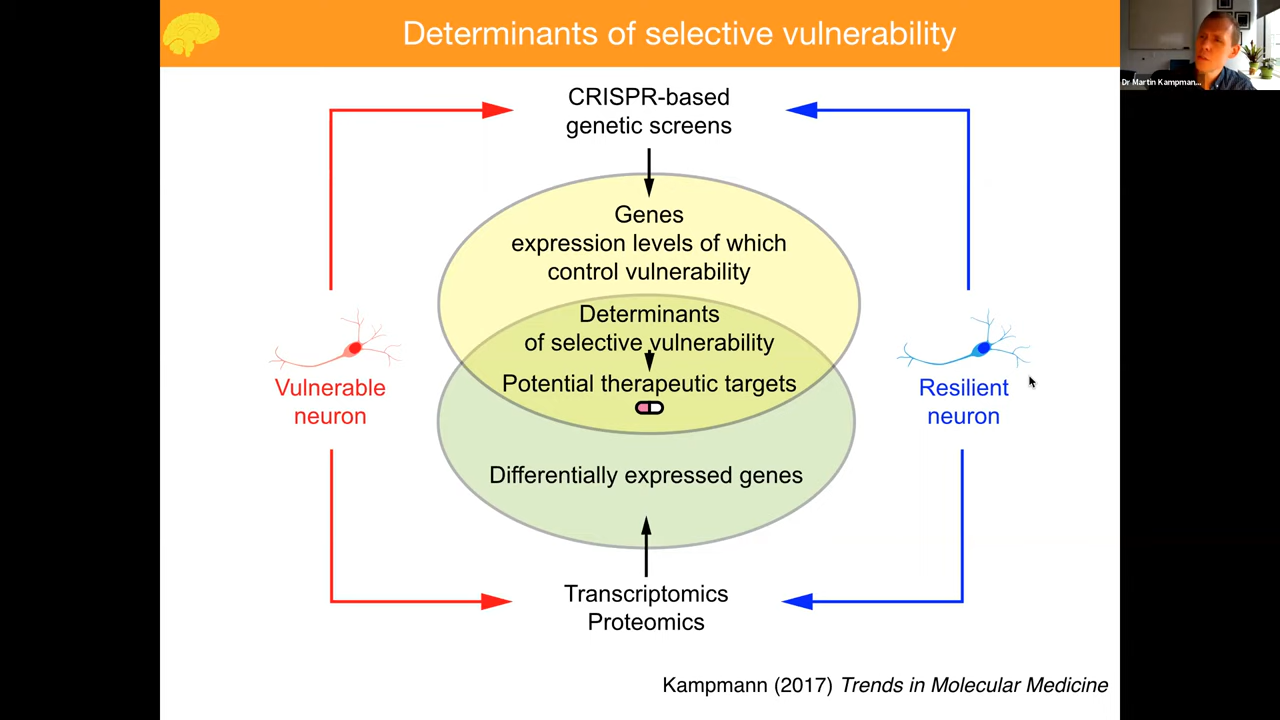 Determinants of selective vulnerability
Dr Martin Kampman...
CRISPR-based
genetic screens
Genes
expression levels of which
control vulnerability
Determinants
of selective vulnerability
Potential therapeutic targets
Vulnerable
neuron
Resilient
neuron
Differentially expressed genes
Transcriptomics
Proteomics
Kampmann (2017) Trends in Molecular Medicine